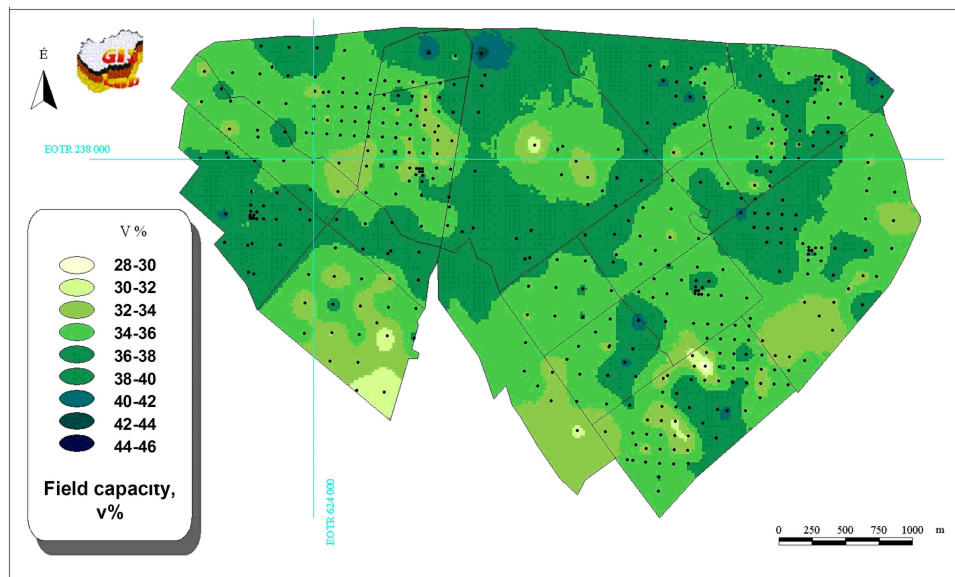 É
EOTR 238 000
V %
28-30
30-32
32-34
34-36
36-38
38-40
40-42
42-44
44-46
Field capacity,
v%
EOTR 624 000
0 250 500 750 1000 m